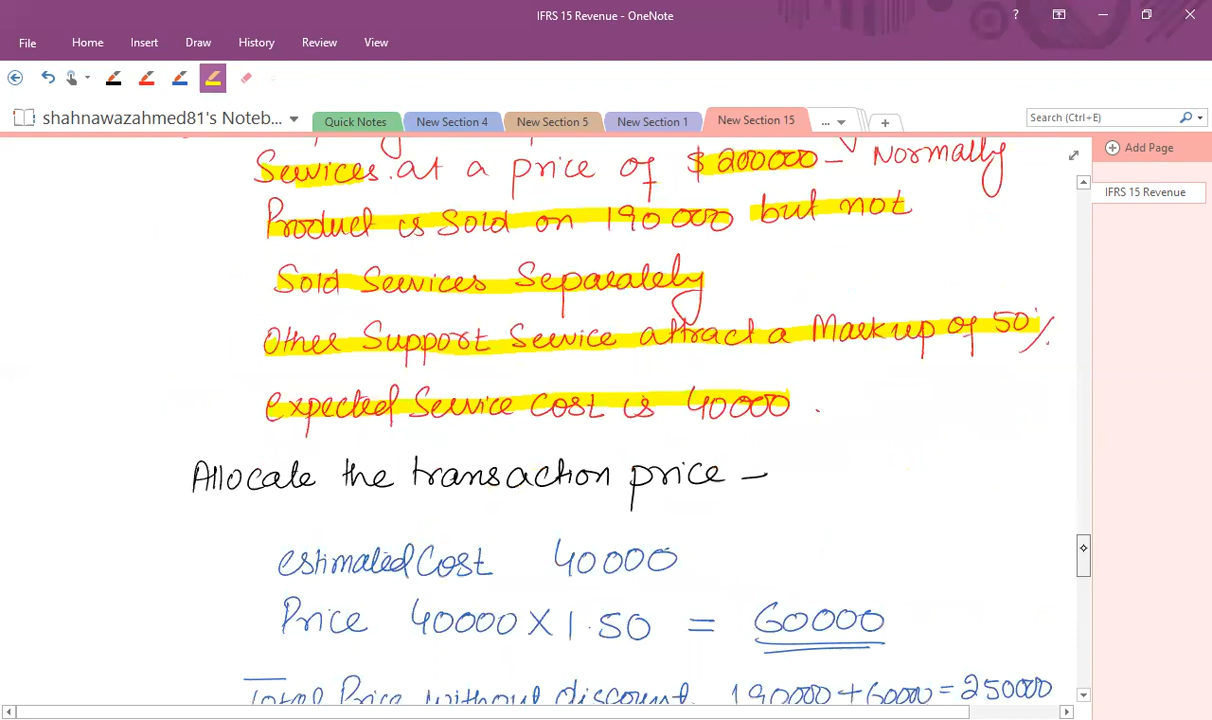 IFRS 15 Revenue - OneNote
?
File Home Insert Draw History Review View
shahnawazahmed81's Noteb... Quick Notes New Section 4 New Section 5 New Section 1 New Section 15 ... + Search (Ctrl+E)
Add Page
IFRS 15 Revenue
Services. at a price of $200000 - Normally
Product is Sold on 190000 but not
Sold Services Separately
Other Support Service attract a Markup of 50%.
expected Service Cost is 40000.
Allocate the transaction price -
estimated Cost 40000
Price 40000 X 1.50 = 60000
Total Price without discount 190000+60000=250000